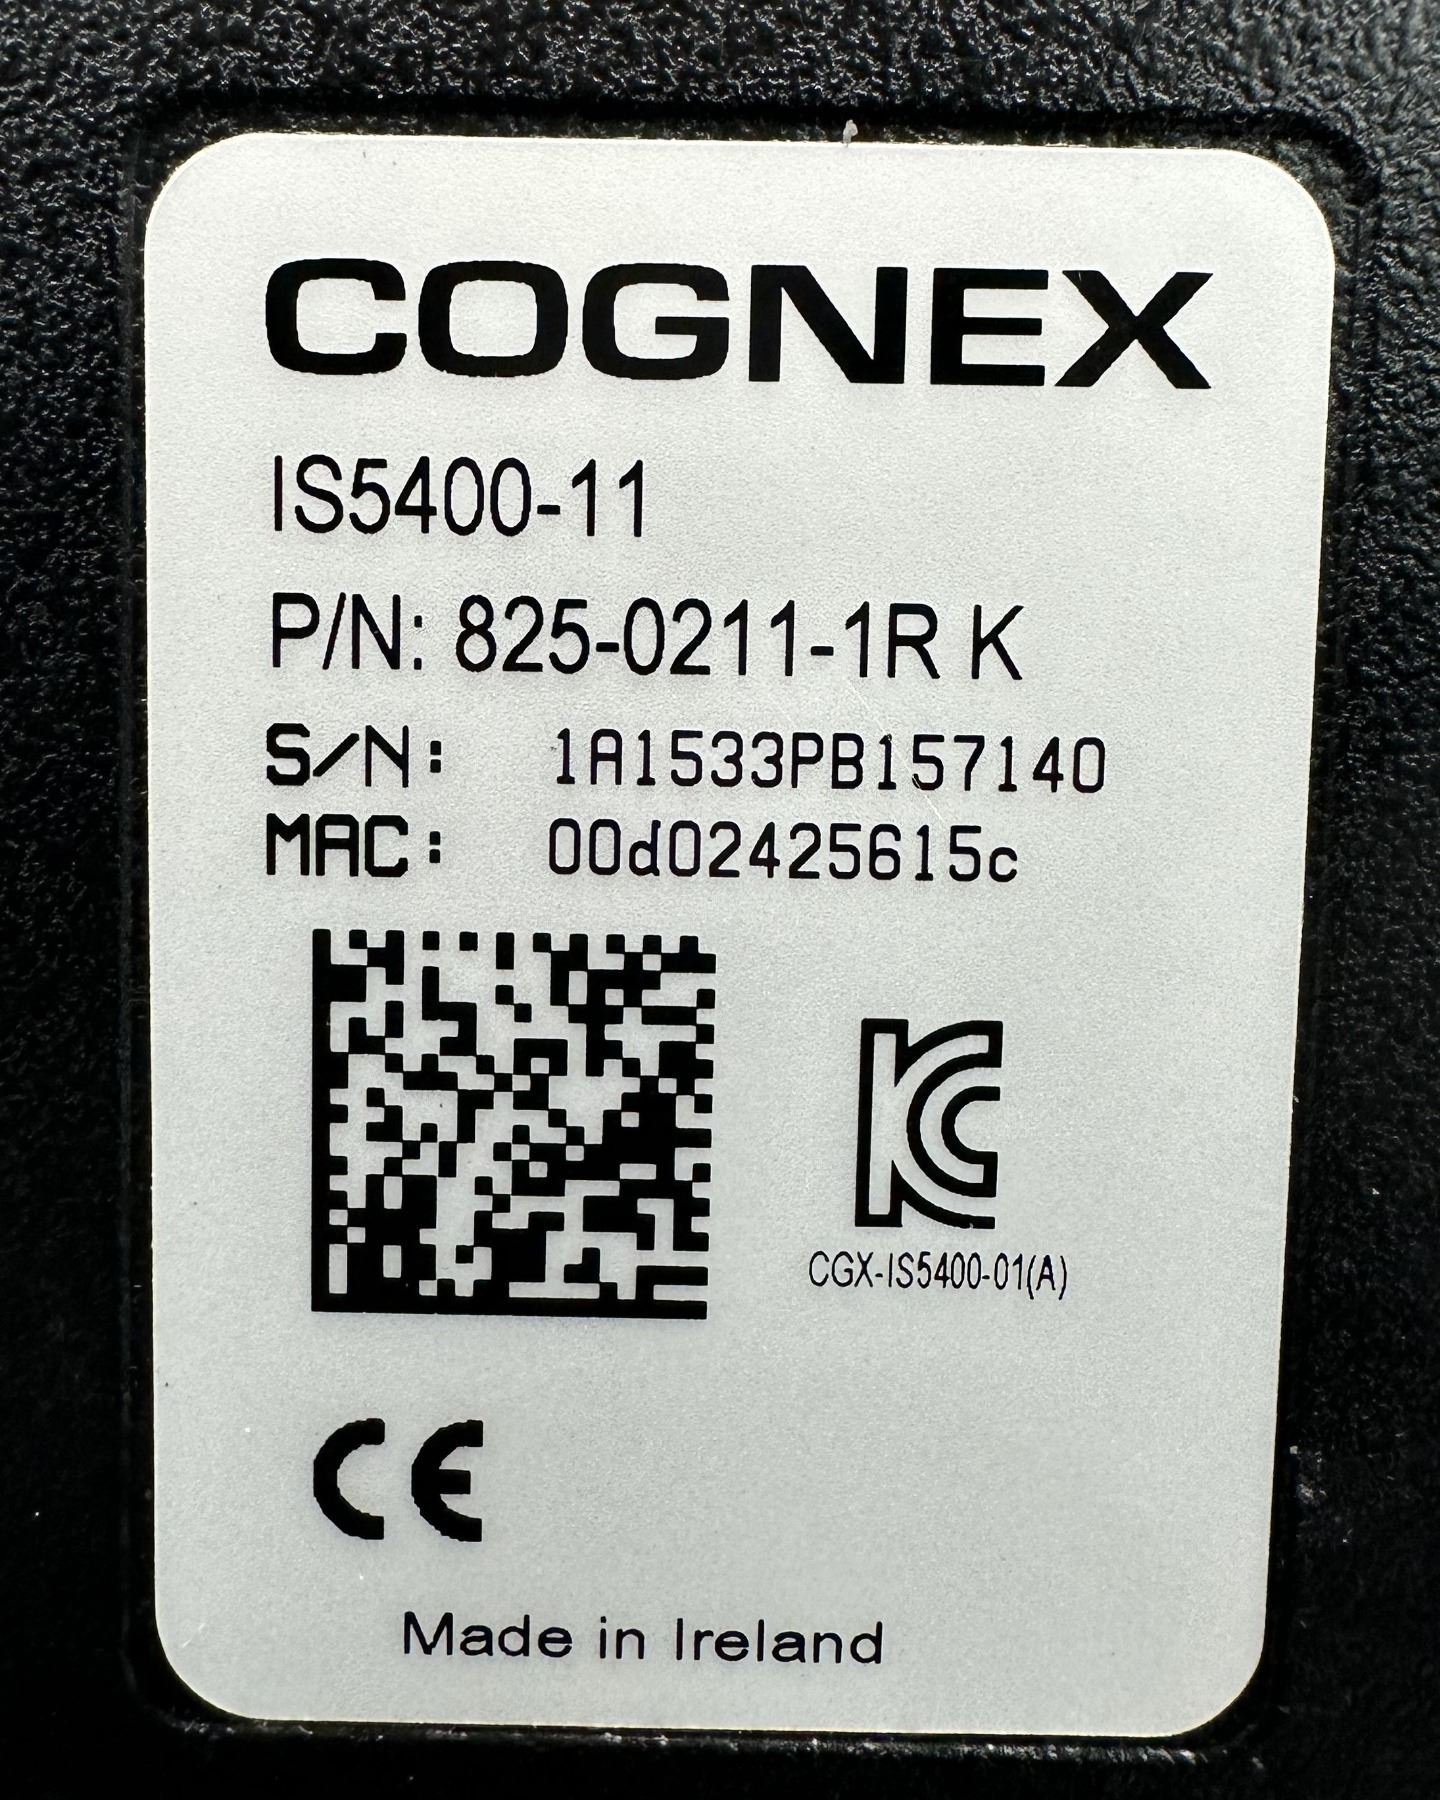 COGNEX
IS5400-11
P/N: 825-0211-1R K
S/N: 1A1533PB157140
MAC: 00d02425615c
CGX-IS5400-01(A)
CE
Made in Ireland